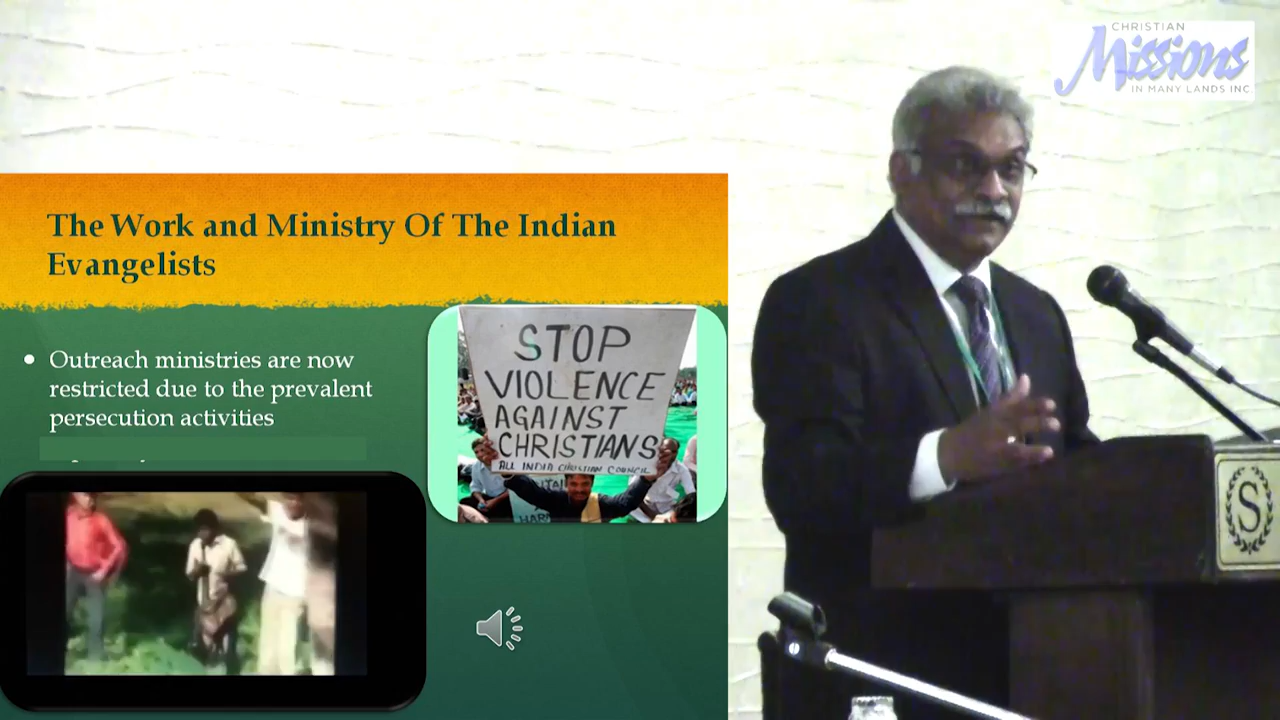 CHRISTIAN
Missions
IN MANY LANDS INC
The Work and Ministry Of The Indian
Evangelists
• Outreach ministries are now
restricted due to the prevalent
persecution activities
STOP
VIOLENCE
AGAINST
CHRISTIANS
ALL INDIA CHRISTIAN COUNCIL
S